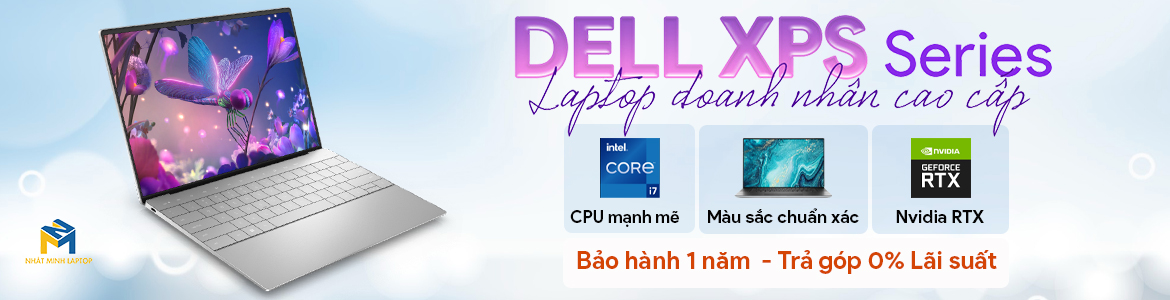 DELL XPS Series
Laptop doanh nhân cao cấp
intel
CORE
i7
NVIDIA
GEFORCE
RTX
CPU mạnh mẽ
Màu sắc chuẩn xác
Nvidia RTX
Bảo hành 1 năm - Trả góp 0% Lãi suất
NHẬT MINH LAPTOP